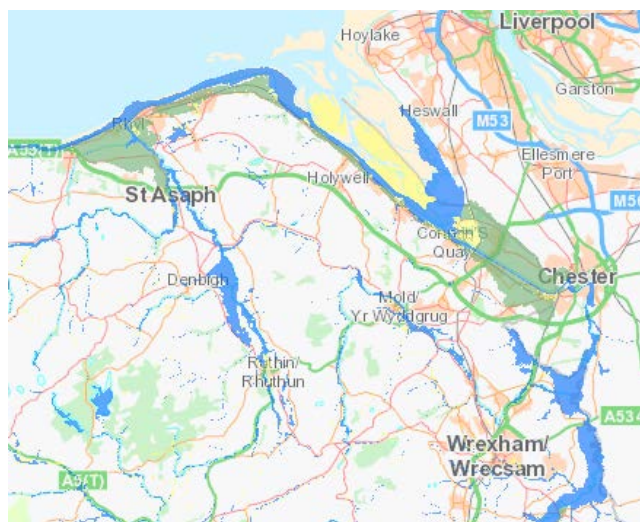 Liverpool
Hoylake
Garston
Heswall
M53
Rhyl
A55(T)
Ellesmere
Port
Holywell
St Asaph
M56
Quay
Chester
Denbigh
Mold/
Yr Wyddgrug
Ruthin/
Rhuthun
A534
Wrexham/
Wrecsam
A5(T)